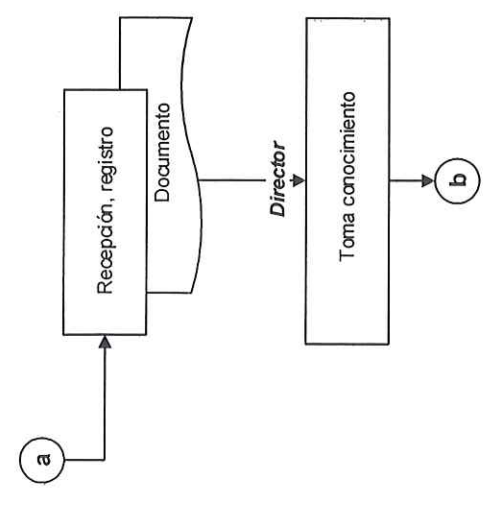 a
Recepción, registro
Documento
Director
Toma conocimiento
b